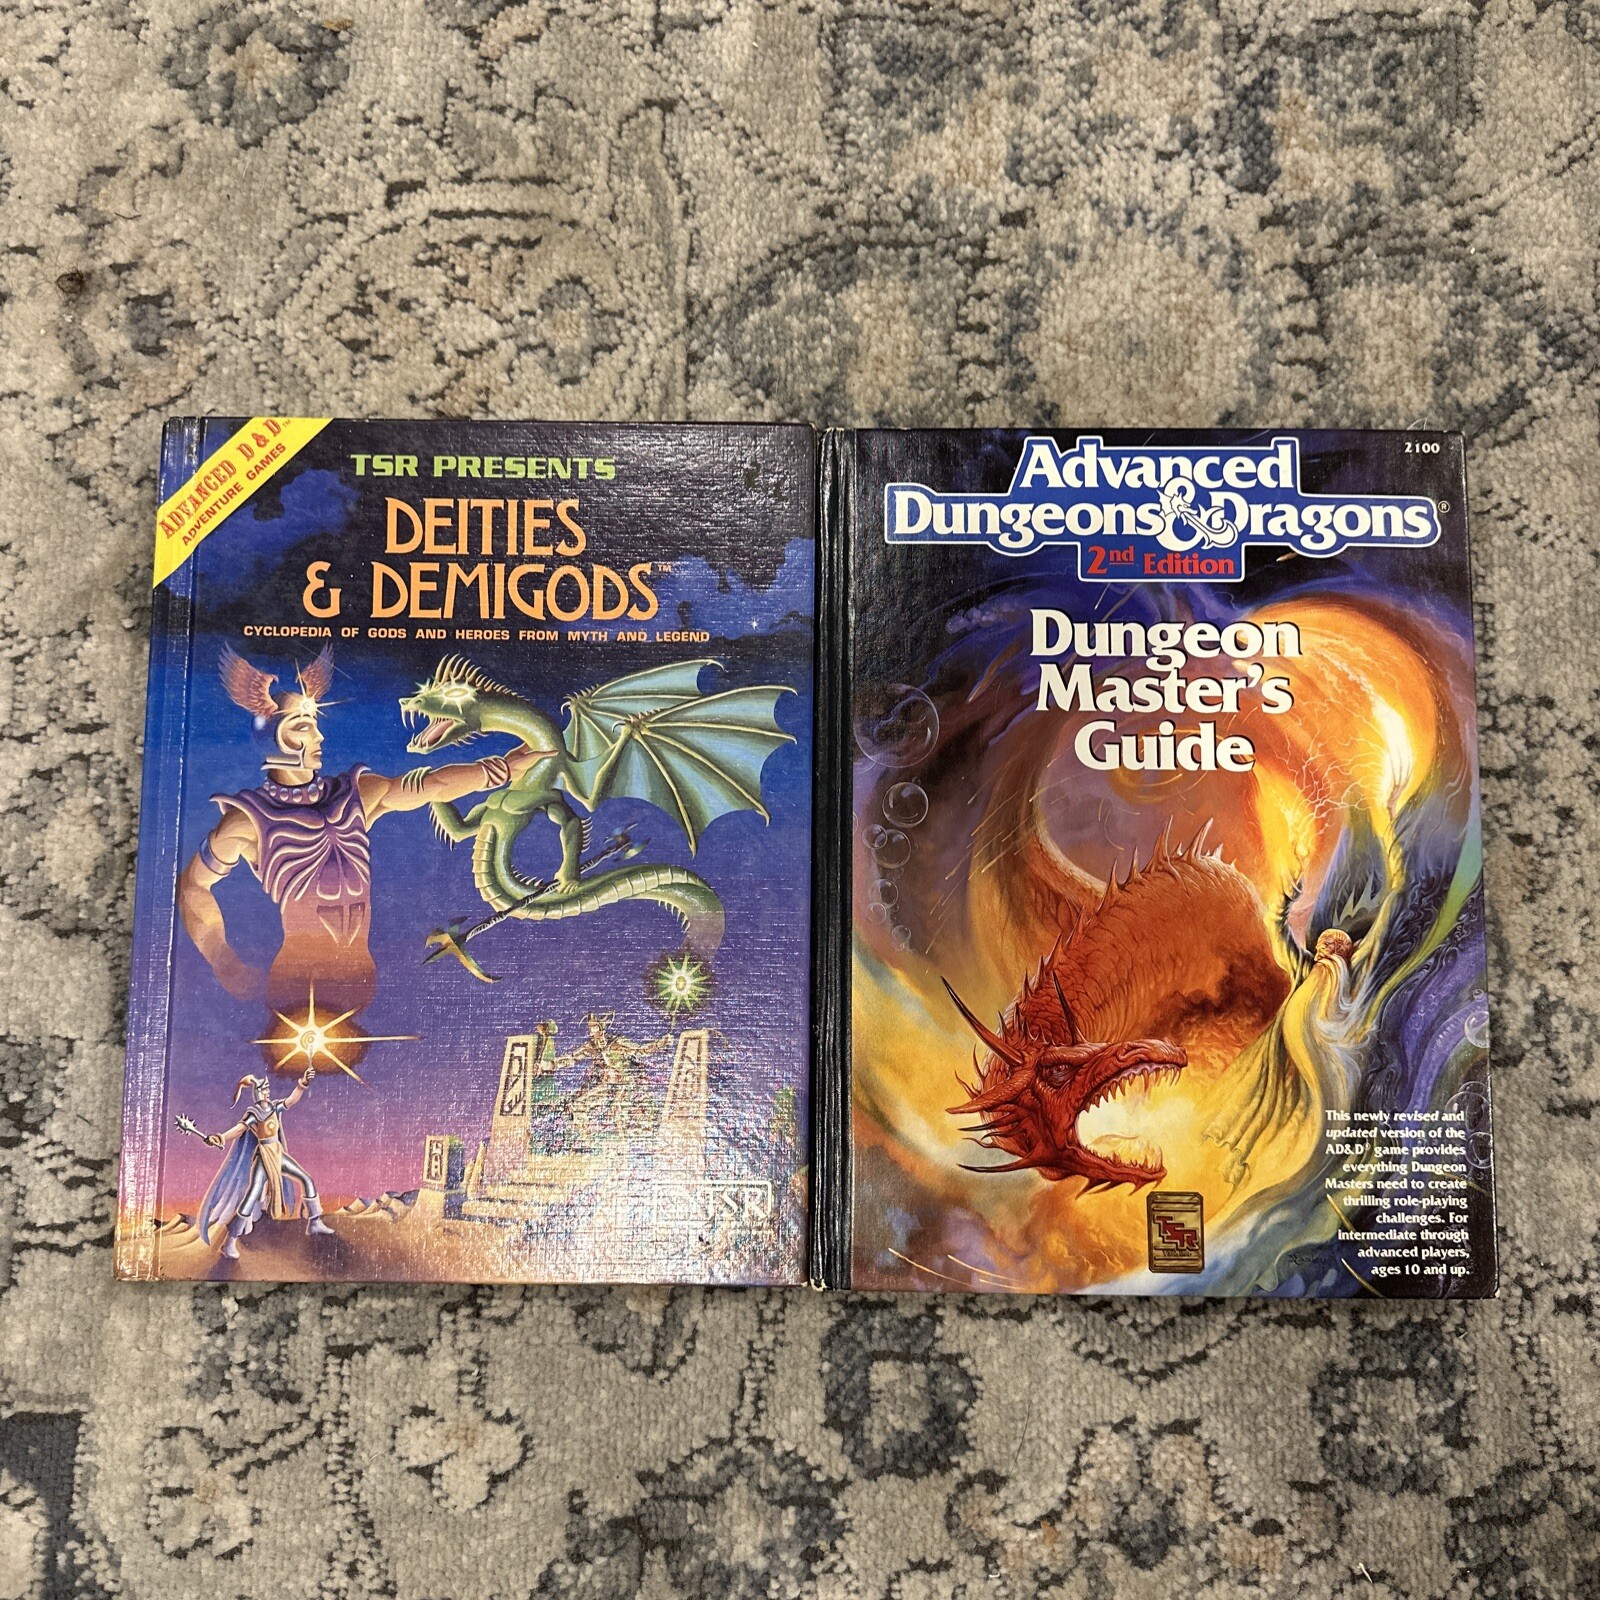 ADVANCED D & D™
ADVENTURE GAMES
TSR PRESENTS
DEITIES
& DEMIGODS™
CYCLOPEDIA OF GODS AND HEROES FROM MYTH AND LEGEND
TSR
2100
Advanced
Dungeons & Dragons®
2nd Edition
Dungeon
Master's
Guide
This newly revised and
updated version of the
AD&D® game provides
everything Dungeon
Masters need to create
thrilling role-playing
challenges. For
intermediate through
advanced players,
ages 10 and up.
TSR